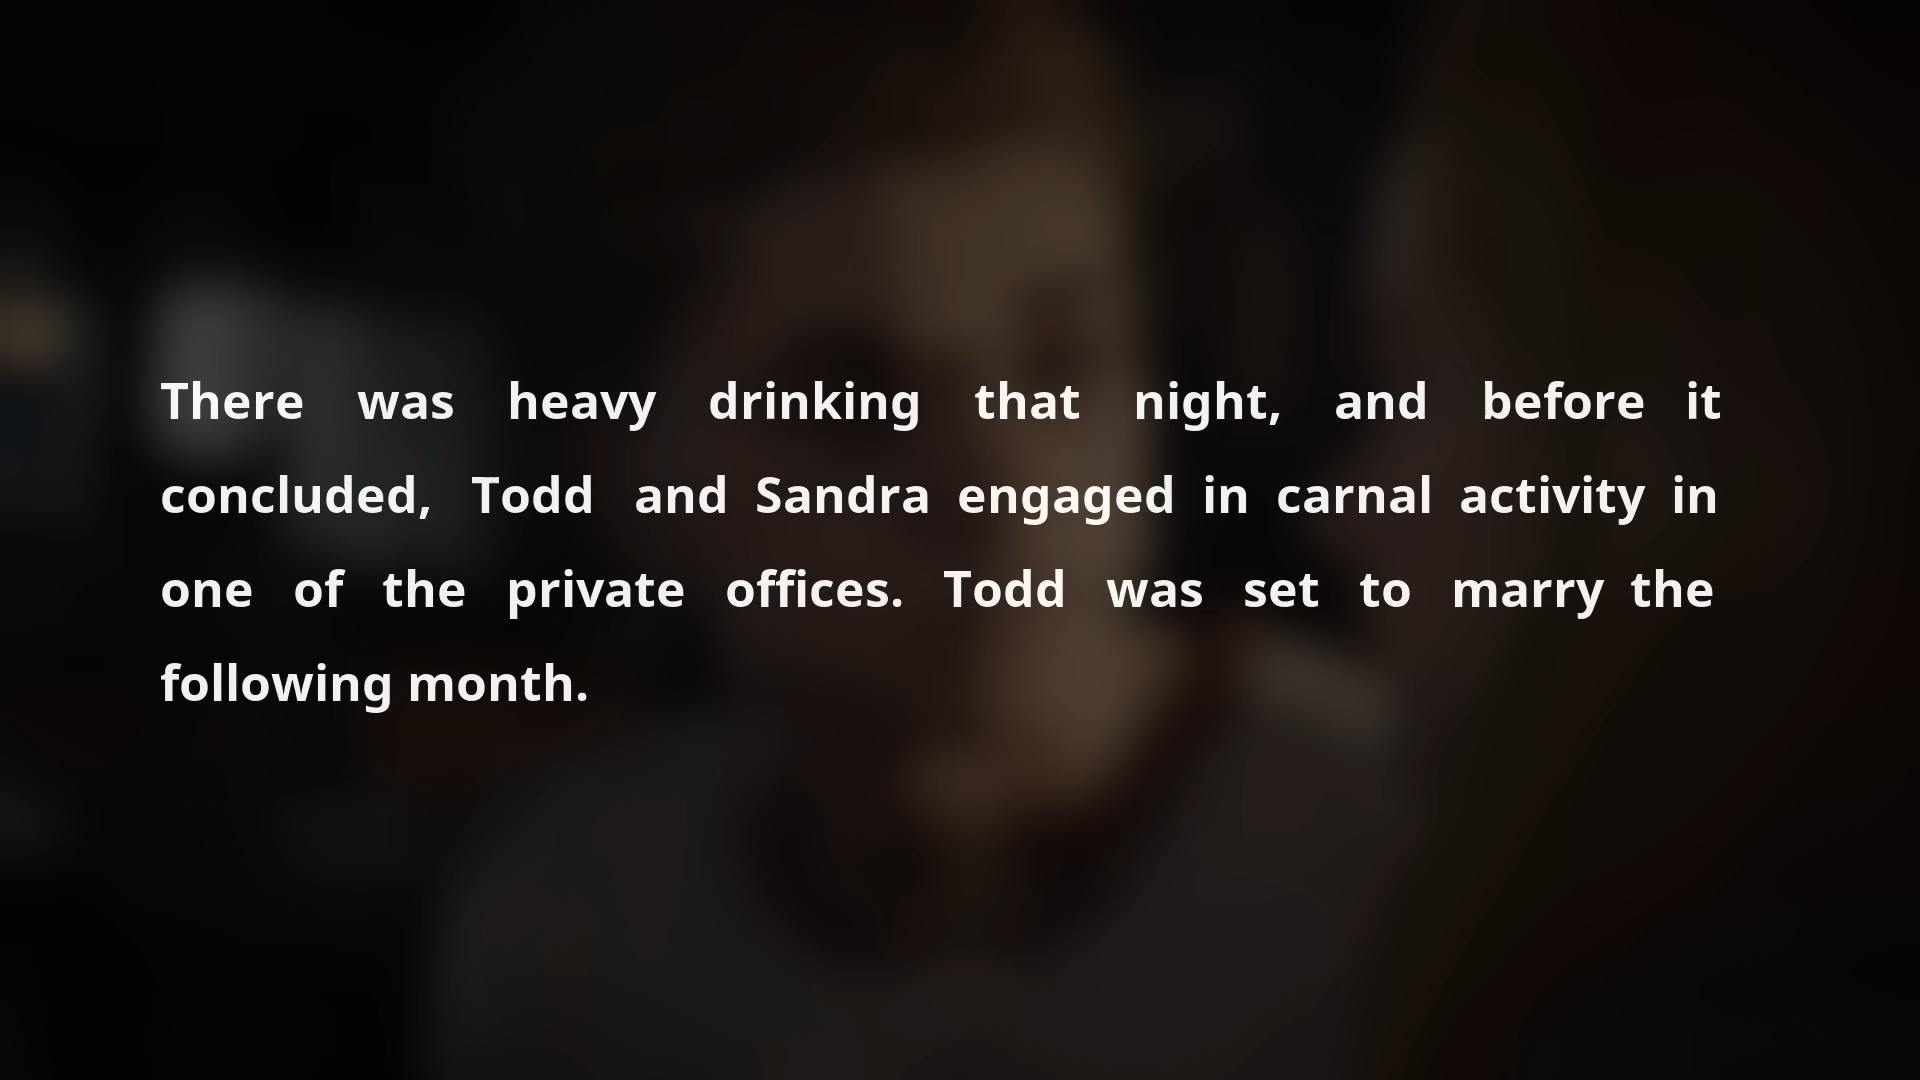 There was heavy drinking that night, and before it
concluded, Todd and Sandra engaged in carnal activity in
one of the private offices. Todd was set to marry the
following month.